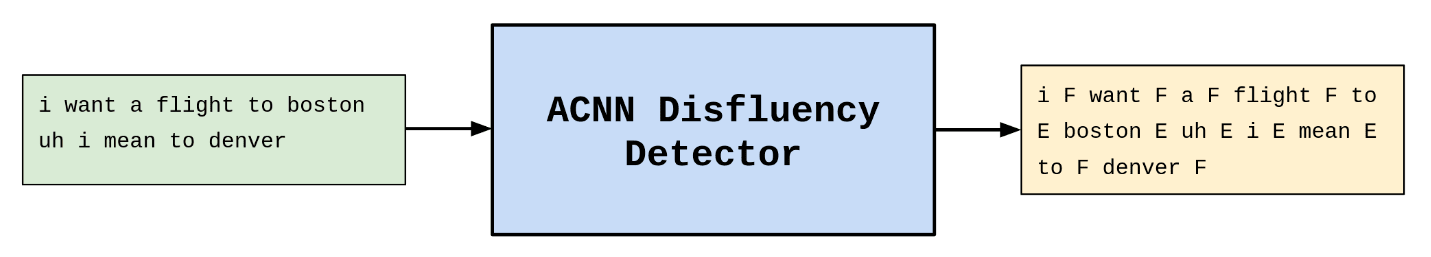 i want a flight to boston
uh i mean to denver
ACNN Disfluency
Detector
i F want F a F flight F to
E boston E uh E i E mean E
to F denver F